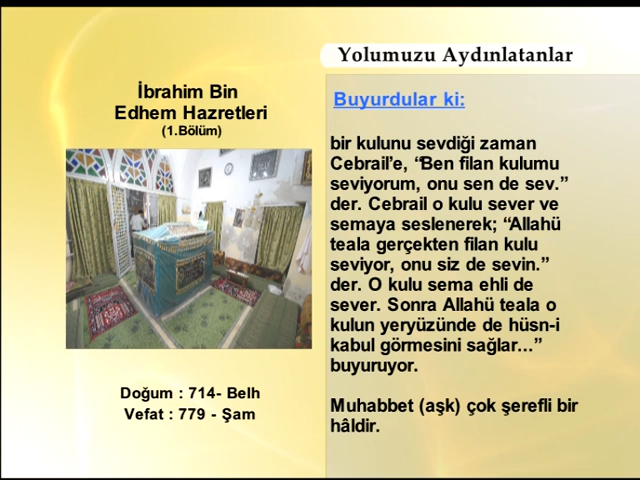 Yolumuzu Aydınlatanlar
İbrahim Bin
Edhem Hazretleri
(1.Bölüm)
Doğum : 714- Belh
Vefat : 779 - Şam
Buyurdular ki:
bir kulunu sevdiği zaman
Cebrail’e, “Ben filan kulumu
seviyorum, onu sen de sev.”
der. Cebrail o kulu sever ve
semaya seslenerek; “Allahü
teala gerçekten filan kulu
seviyor, onu siz de sevin.”
der. O kulu sema ehli de
sever. Sonra Allahü teala o
kulun yeryüzünde de hüsn-i
kabul görmesini sağlar...”
buyuruyor.
Muhabbet (aşk) çok şerefli bir
hâldir.